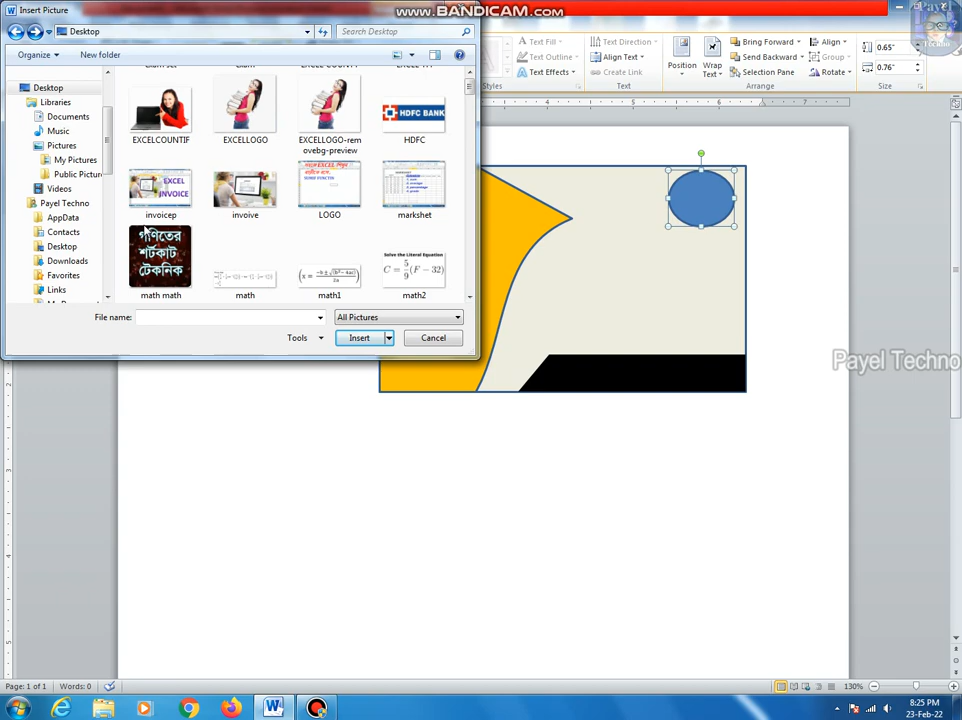 Insert Picture
WWW.BANDICAM.COM
Payel
Techno
Desktop
Search Desktop
Organize
New folder
Desktop
Libraries
Documents
Music
Pictures
My Pictures
Public Pictur
Videos
Payel Techno
AppData
Contacts
Desktop
Downloads
Favorites
Links
EXCELCOUNTIF
EXCELLOGO
EXCELLOGO-rem
ovebg-preview
HDFC BANK
HDFC
EXCEL
INVOICE
invoicep
invoive
LOGO
markshet
গণিতের
শর্টকাট
টেকনিক
math math
math
math1
Solve the Literal Equation
C = 5/9 (F − 32)
math2
File name:
All Pictures
Tools
Insert
Cancel
Text Fill
Text Outline
Text Effects
Styles
Text Direction
Align Text
Create Link
Text
Position
Wrap
Text
Bring Forward
Send Backward
Selection Pane
Align
Group
Rotate
Arrange
0.65"
0.76"
Size
Payel Techno
Page: 1 of 1
Words: 0
130%
8:25 PM
23-Feb-22